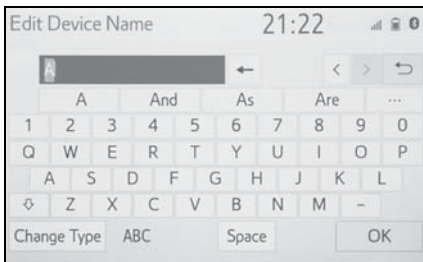 Edit Device Name 21:22
A ← < >
A And As Are ...
1 2 3 4 5 6 7 8 9 0
Q W E R T Y U I O P
A S D F G H J K L
Z X C V B N M -
Change Type ABC Space OK